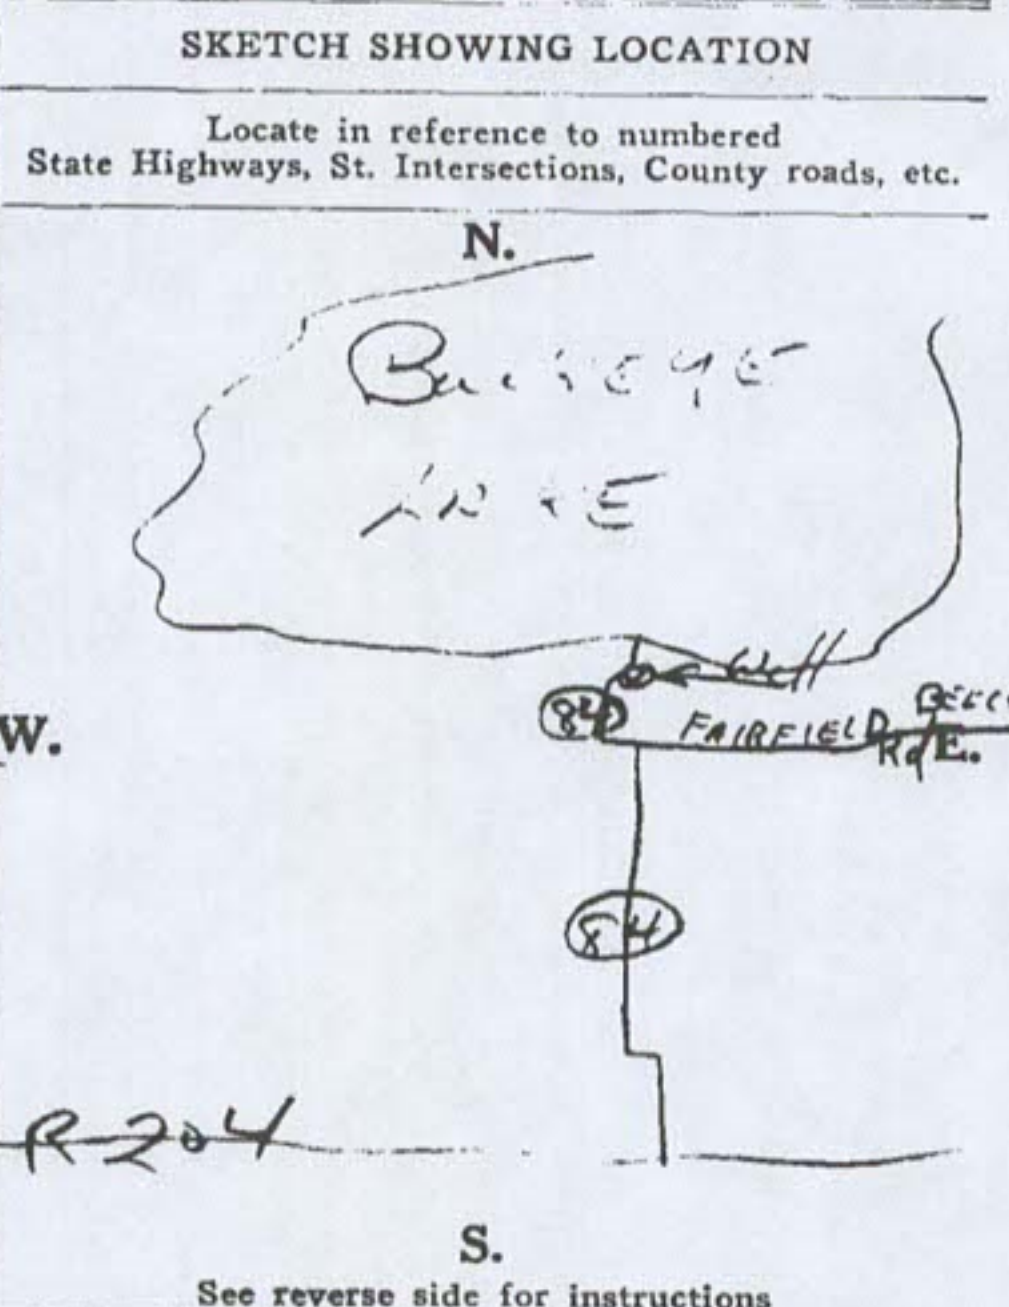 SKETCH SHOWING LOCATION
Locate in reference to numbered
State Highways, St. Intersections, County roads, etc.
N.
BUCKEYE
LAKE
Well
84
W.
FAIRFIELD
Rd
E.
84
R-204
S.
See reverse side for instructions